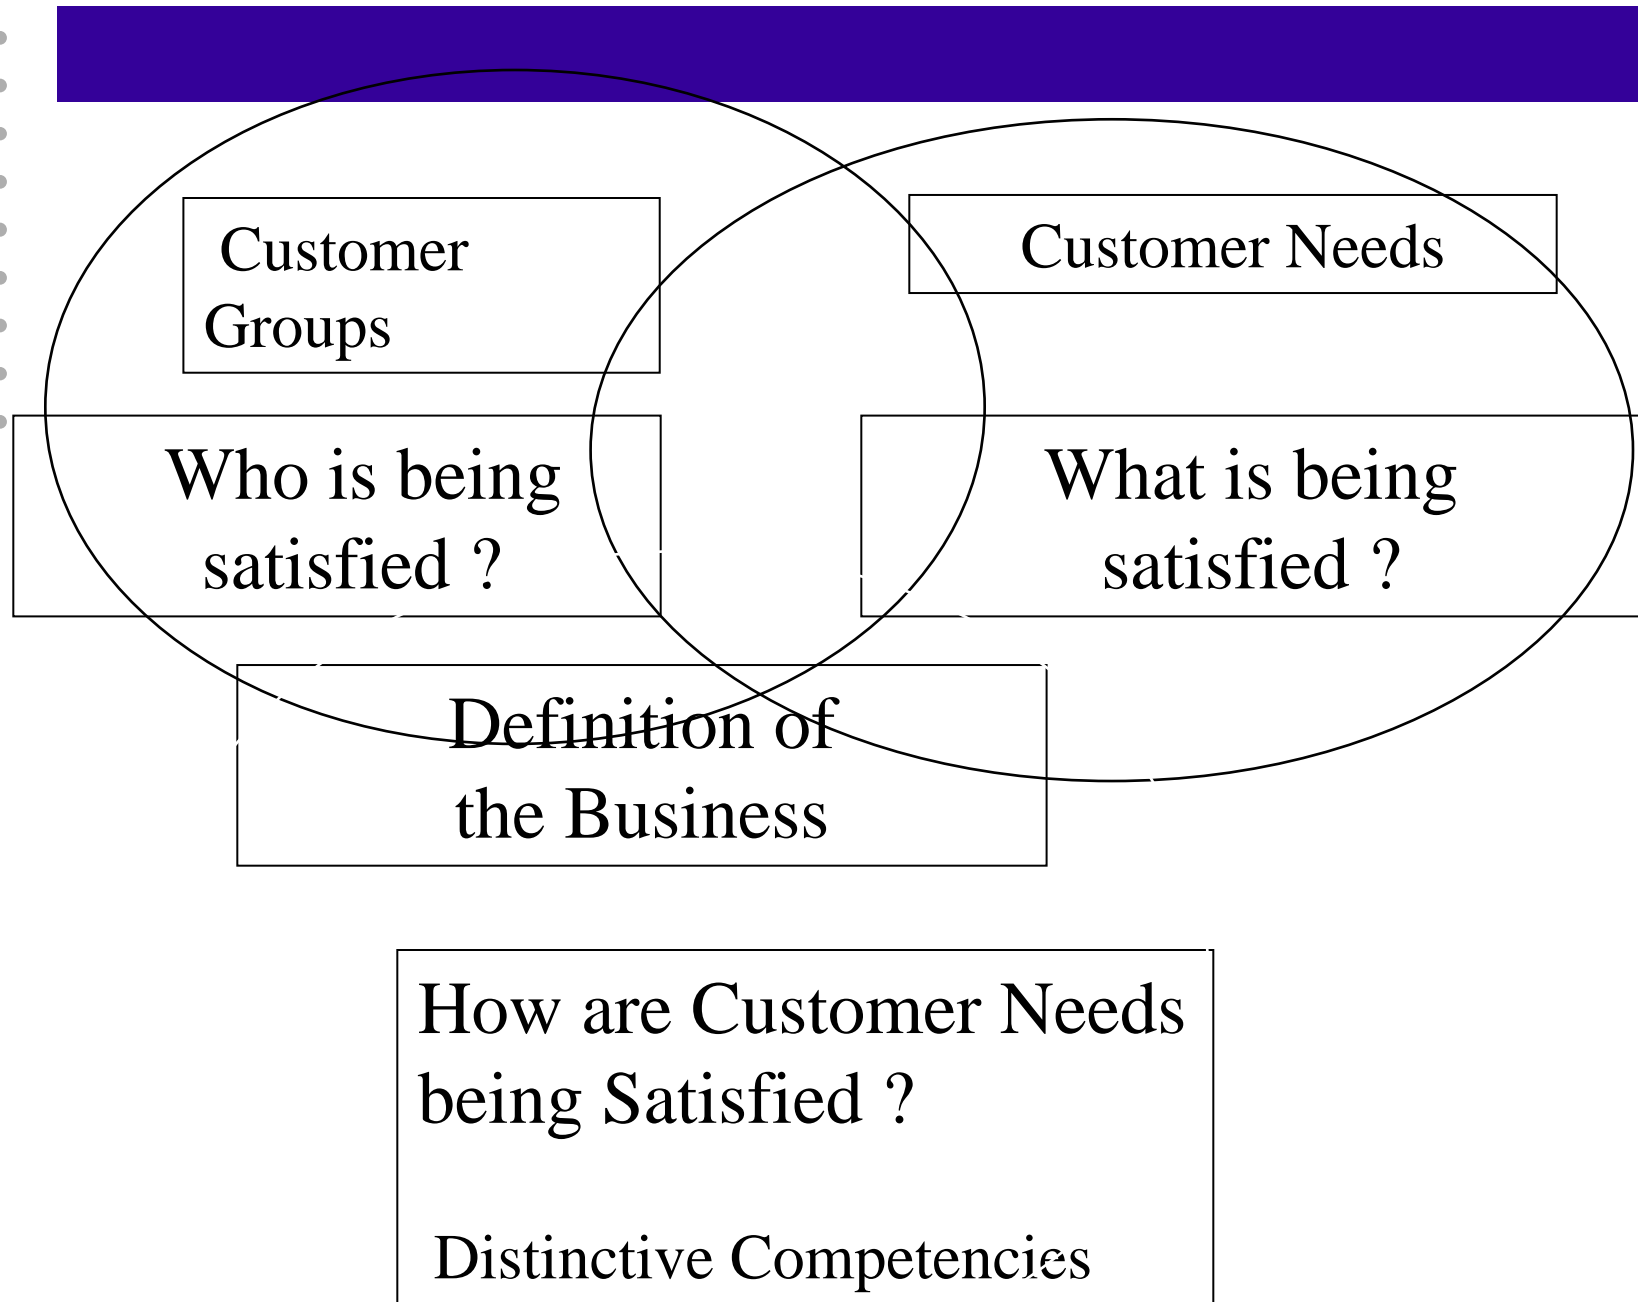 Customer
Groups
Customer Needs
Who is being
satisfied ?
What is being
satisfied ?
Definition of
the Business
How are Customer Needs
being Satisfied ?
Distinctive Competencies